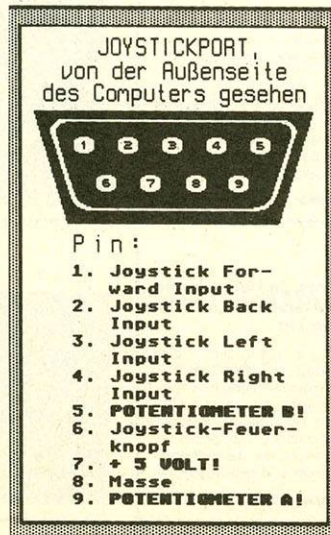 JOYSTICKPORT,
von der Außenseite
des Computers gesehen
1 2 3 4 5
6 7 8 9
Pin:
1. Joystick For-
ward Input
2. Joystick Back
Input
3. Joystick Left
Input
4. Joystick Right
Input
5. POTENTIOMETER B!
6. Joystick-Feuer-
knopf
7. + 5 VOLT!
8. Masse
9. POTENTIOMETER A!